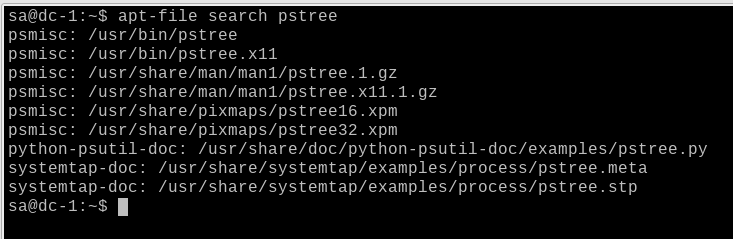 sa@dc-1:~$ apt-file search pstree
psmisc: /usr/bin/pstree
psmisc: /usr/bin/pstree.x11
psmisc: /usr/share/man/man1/pstree.1.gz
psmisc: /usr/share/man/man1/pstree.x11.1.gz
psmisc: /usr/share/pixmaps/pstree16.xpm
psmisc: /usr/share/pixmaps/pstree32.xpm
python-psutil-doc: /usr/share/doc/python-psutil-doc/examples/pstree.py
systemtap-doc: /usr/share/systemtap/examples/process/pstree.meta
systemtap-doc: /usr/share/systemtap/examples/process/pstree.stp
sa@dc-1:~$